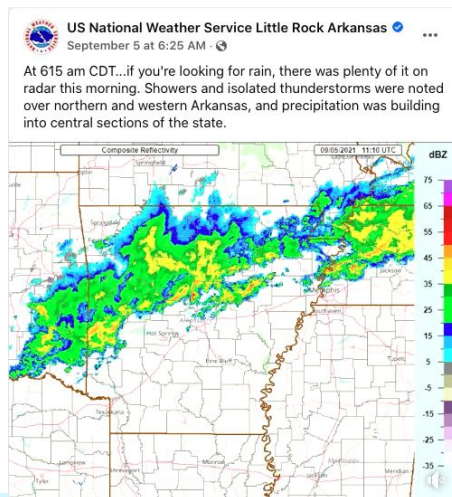 US National Weather Service Little Rock Arkansas
September 5 at 6:25 AM ·
At 615 am CDT...if you're looking for rain, there was plenty of it on
radar this morning. Showers and isolated thunderstorms were noted
over northern and western Arkansas, and precipitation was building
into central sections of the state.
Composite Reflectivity
09/05/2021 11:10 UTC
dBZ
75
65
55
45
35
25
15
5
-5
-15
-25
-35
Springfield
Springdale
Jackson
Memphis
Southaven
Hot Springs
Pine Bluff
Tupelo
Texarkana
Longview
Shreveport
Monroe
Mississippi
Jackson
Meridian
Tyler